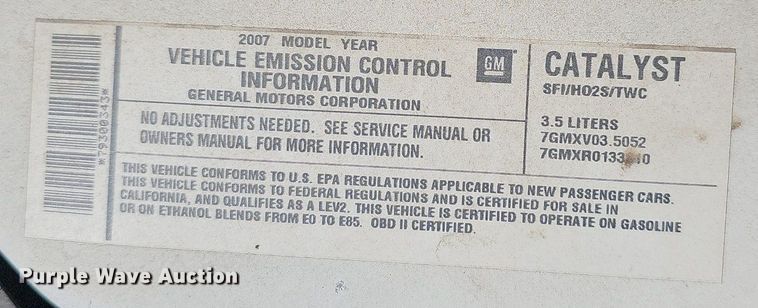 *79300343*
2007 MODEL YEAR
VEHICLE EMISSION CONTROL
INFORMATION
GENERAL MOTORS CORPORATION
GM
NO ADJUSTMENTS NEEDED. SEE SERVICE MANUAL OR
OWNERS MANUAL FOR MORE INFORMATION.
CATALYST
SFI/HO2S/TWC
3.5 LITERS
7GMXV03.5052
THIS VEHICLE CONFORMS TO U.S. EPA REGULATIONS APPLICABLE TO NEW PASSENGER CARS.
THIS VEHICLE CONFORMS TO FEDERAL REGULATIONS AND IS CERTIFIED FOR SALE IN
CALIFORNIA, AND QUALIFIES AS A LEV2. THIS VEHICLE IS CERTIFIED TO OPERATE ON GASOLINE
OR ON ETHANOL BLENDS FROM E0 TO E85. OBD II CERTIFIED.
Purple Wave Auction